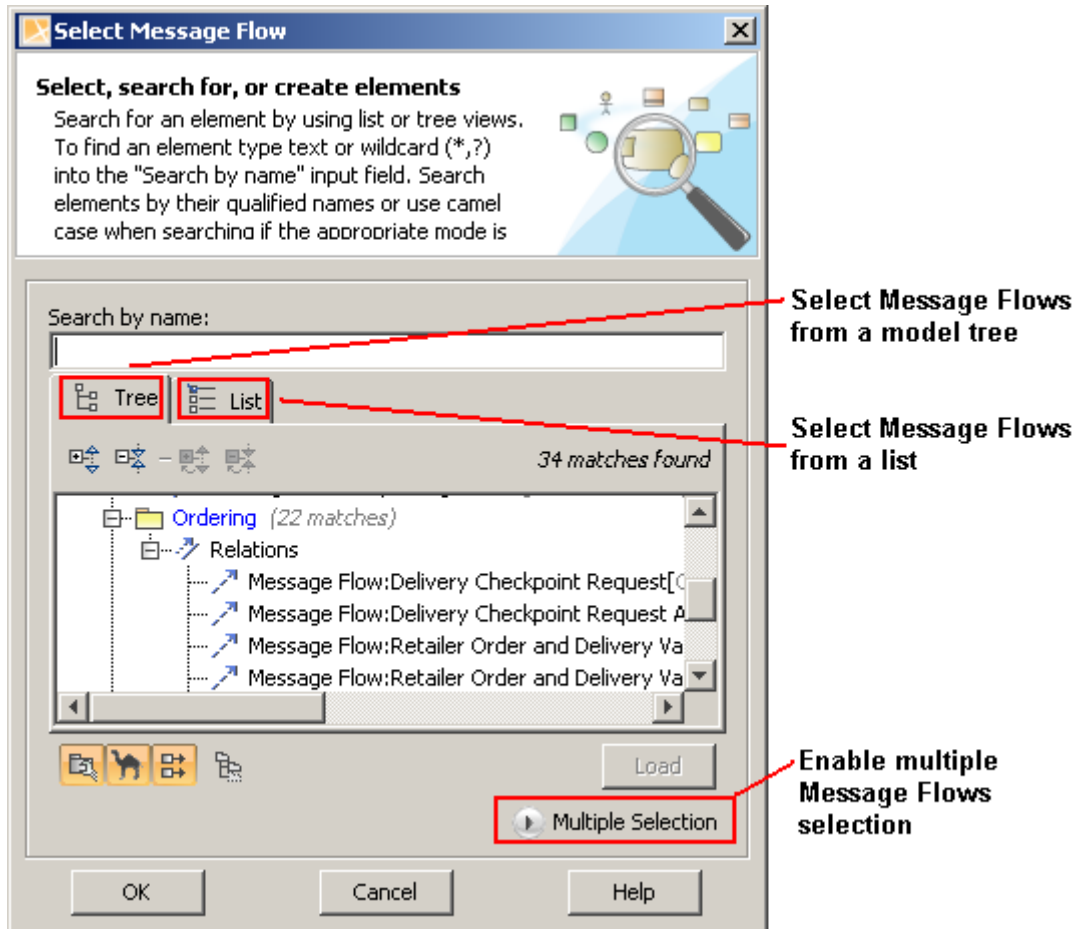 Select Message Flow
Select, search for, or create elements
Search for an element by using list or tree views.
To find an element type text or wildcard (*,?)
into the "Search by name" input field. Search
elements by their qualified names or use camel
case when searching if the appropriate mode is
Search by name:
Select Message Flows
from a model tree
Tree
List
Select Message Flows
from a list
34 matches found
Ordering (22 matches)
Relations
Message Flow:Delivery Checkpoint Request[
Message Flow:Delivery Checkpoint Request A
Message Flow:Retailer Order and Delivery Va
Message Flow:Retailer Order and Delivery Va
Load
Enable multiple
Message Flows
selection
Multiple Selection
OK
Cancel
Help